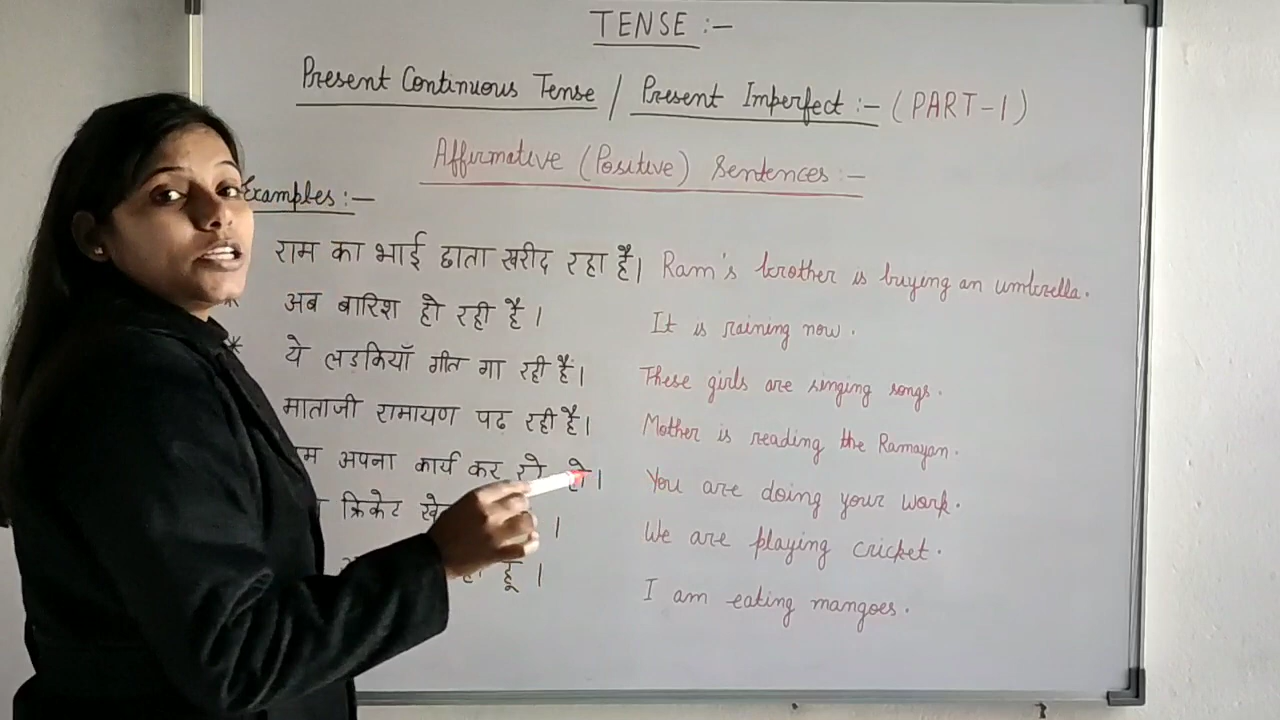 TENSE :-
Present Continuous Tense / Present Imperfect :- (PART-1)
Affirmative (Positive) Sentences :-
Examples :-
राम का भाई छाता खरीद रहा है। Ram's brother is buying an umbrella.
* अब बारिश हो रही है। It is raining now.
* ये लड़कियाँ गीत गा रही हैं। These girls are singing songs.
माताजी रामायण पढ़ रही है। Mother is reading the Ramayan.
अपना कार्य कर You are doing your work.
क्रिकेट We are playing cricket.
हूँ। I am eating mangoes.